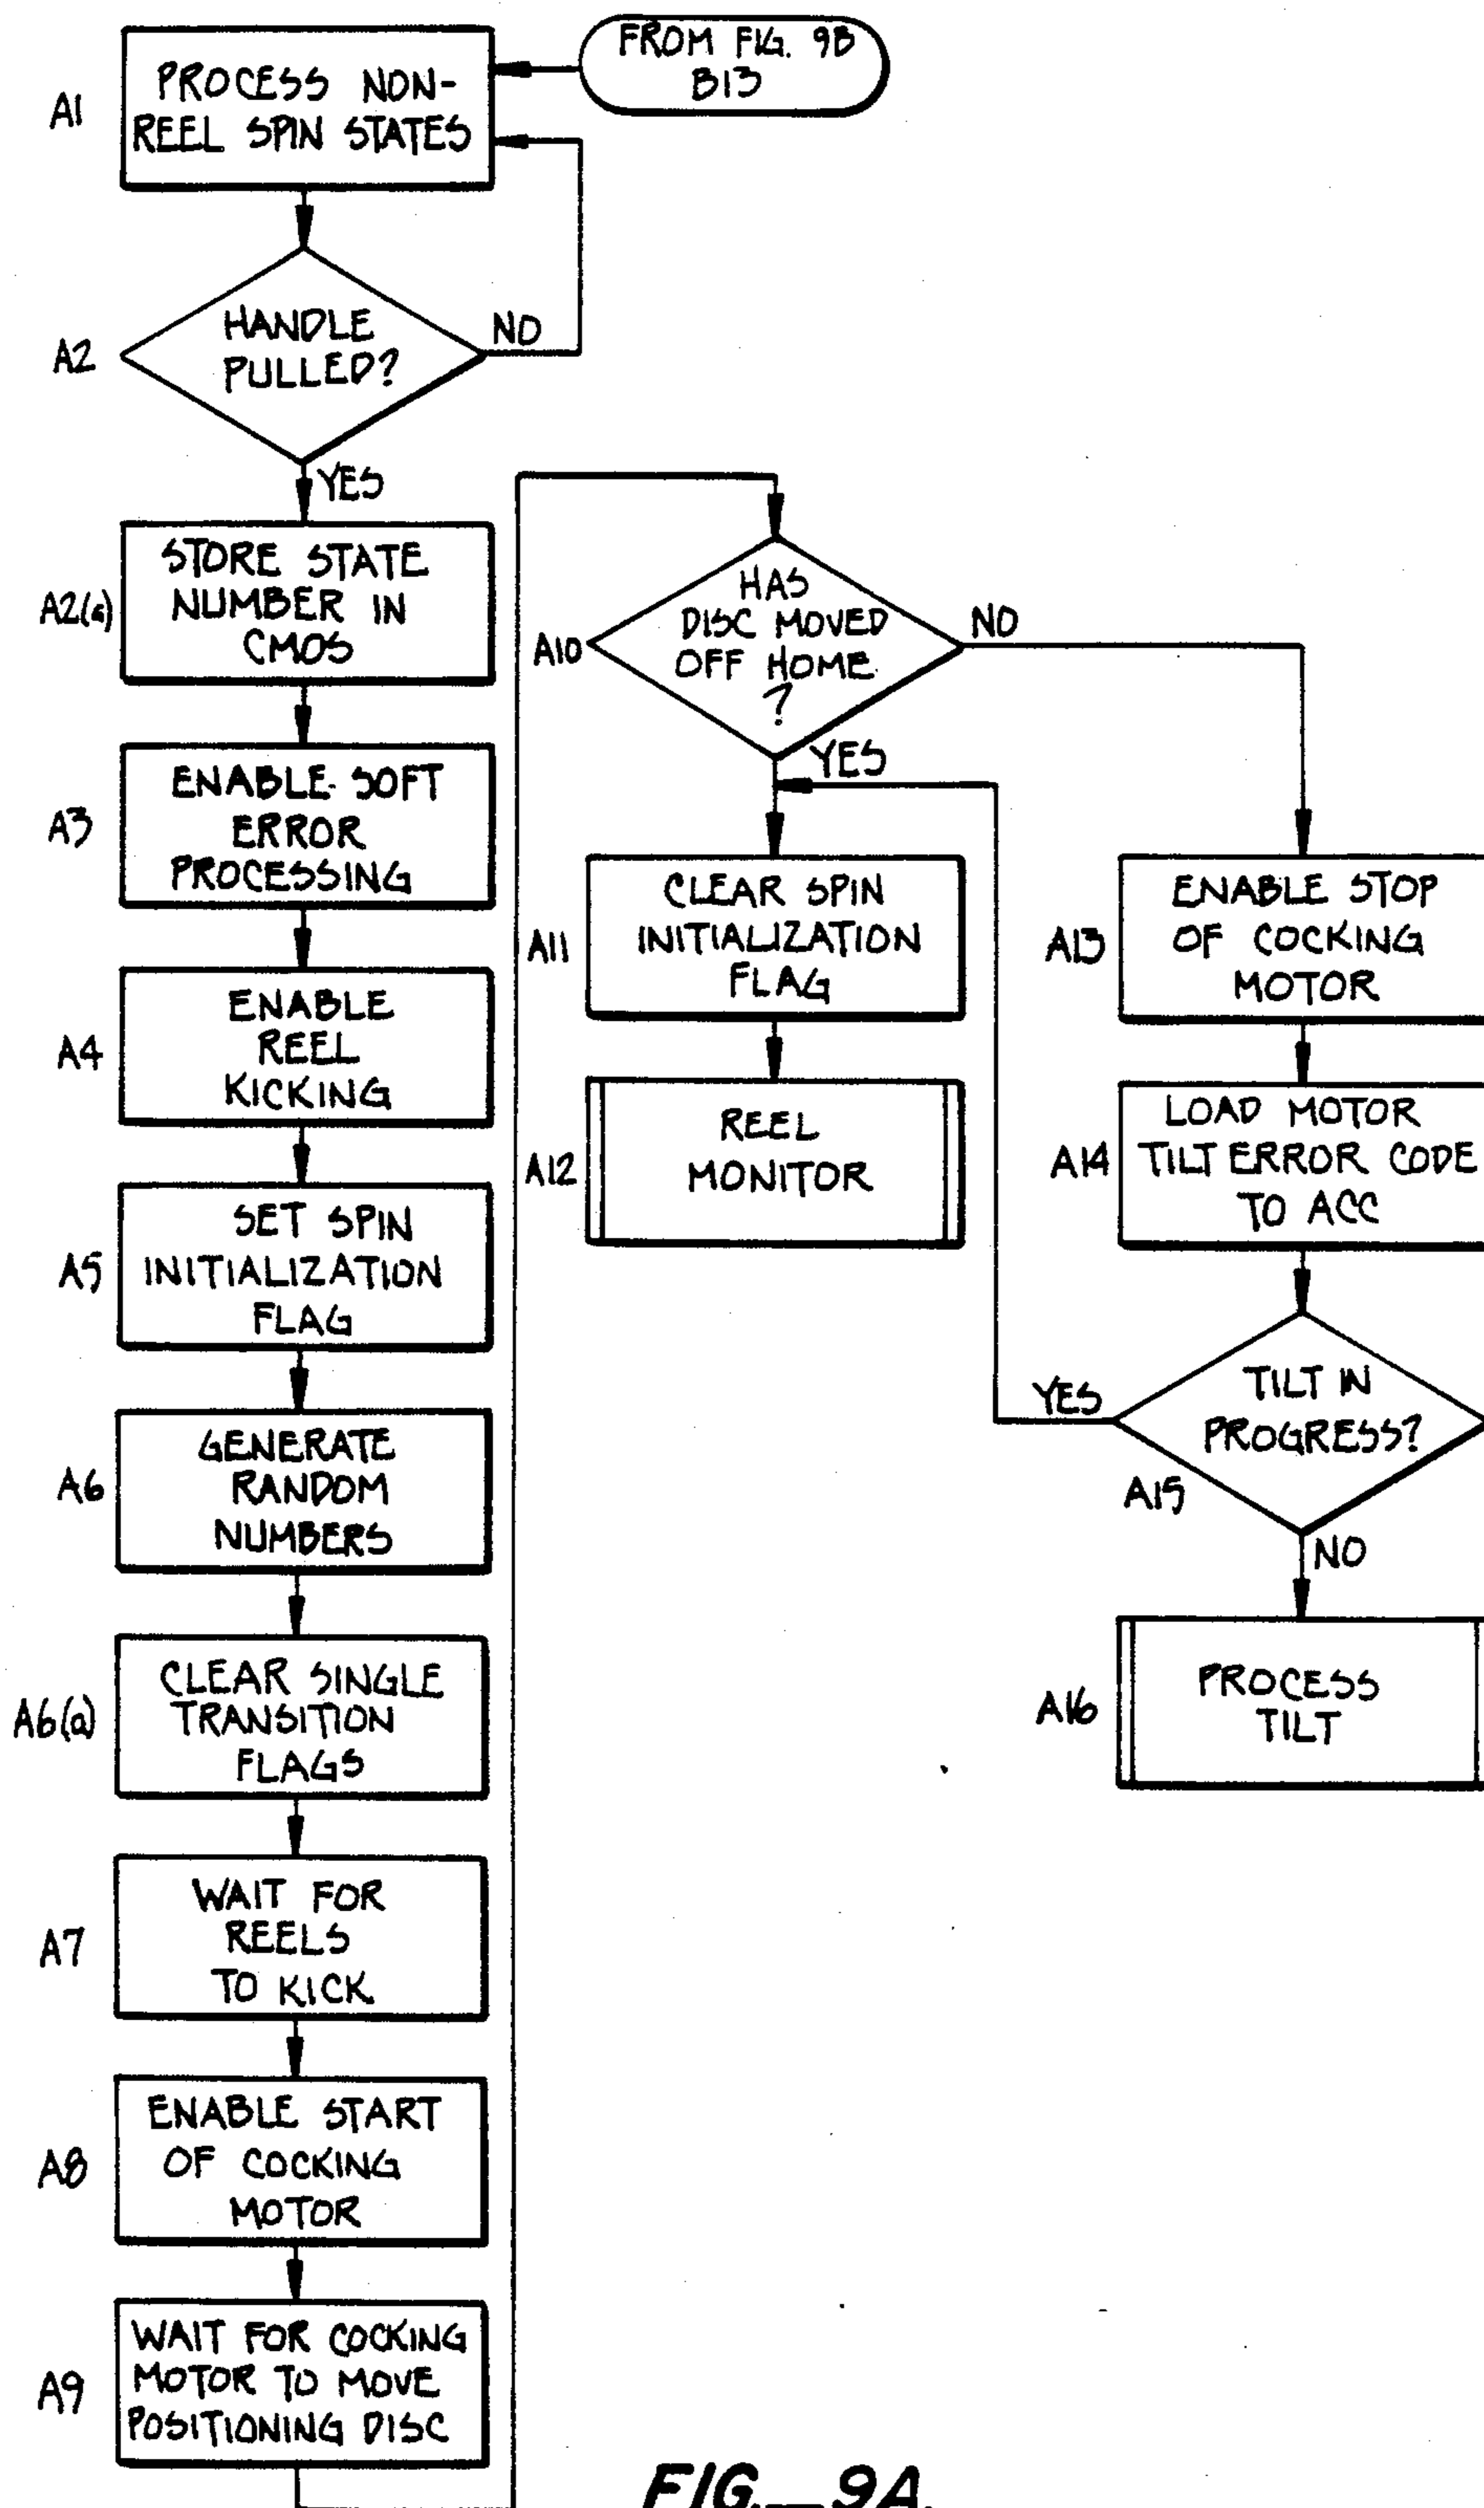 FROM FIG. 9B
B13
A1
PROCESS NON-
REEL SPIN STATES
A2
HANDLE
PULLED?
NO
YES
A2(a)
STORE STATE
NUMBER IN
CMOS
A3
ENABLE SOFT
ERROR
PROCESSING
A4
ENABLE
REEL
KICKING
A5
SET SPIN
INITIALIZATION
FLAG
A6
GENERATE
RANDOM
NUMBERS
A6(a)
CLEAR SINGLE
TRANSITION
FLAGS
A7
WAIT FOR
REELS
TO KICK
A8
ENABLE START
OF COCKING
MOTOR
A9
WAIT FOR COCKING
MOTOR TO MOVE
POSITIONING DISC
A10
HAS
DISC MOVED
OFF HOME
?
NO
YES
A11
CLEAR SPIN
INITIALIZATION
FLAG
A12
REEL
MONITOR
A13
ENABLE STOP
OF COCKING
MOTOR
A14
LOAD MOTOR
TILT ERROR CODE
TO ACC
A15
TILT IN
PROGRESS?
YES
NO
A16
PROCESS
TILT
FIG._9A.